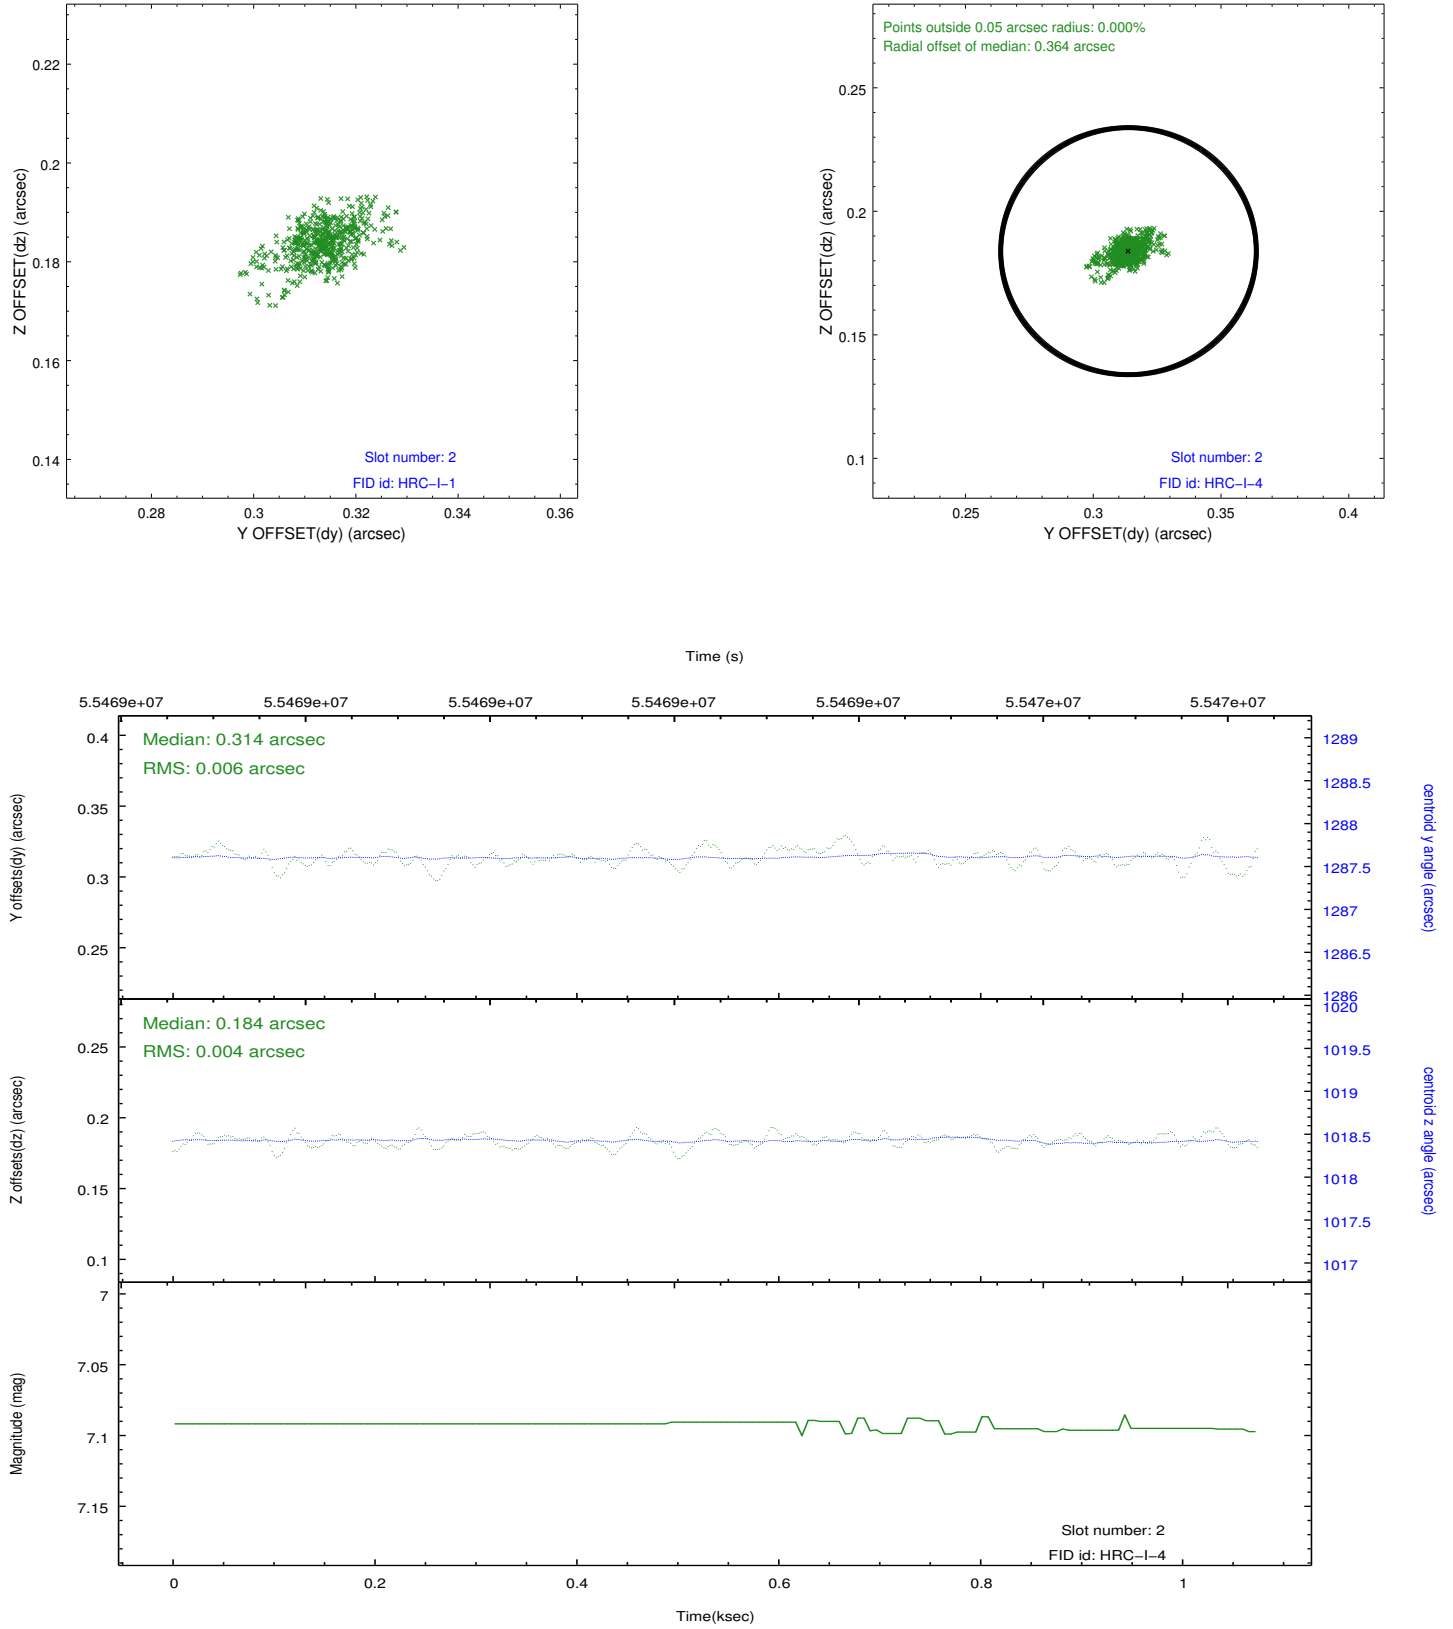 0.22
0.2
0.18
0.16
0.14
Z OFFSET(dz) (arcsec)
Slot number: 2
FID id: HRC-I-1
0.28 0.3 0.32 0.34 0.36
Y OFFSET(dy) (arcsec)
Points outside 0.05 arcsec radius: 0.000%
Radial offset of median: 0.364 arcsec
0.25
0.2
0.15
0.1
Z OFFSET(dz) (arcsec)
Slot number: 2
FID id: HRC-I-4
0.25 0.3 0.35 0.4
Y OFFSET(dy) (arcsec)
Time (s)
5.5469e+07 5.5469e+07 5.5469e+07 5.5469e+07 5.5469e+07 5.547e+07 5.547e+07
Median: 0.314 arcsec
RMS: 0.006 arcsec
0.4
0.35
0.3
0.25
Y offsets(dy) (arcsec)
1289
1288.5
1288
1287.5
1287
1286.5
1286
centroid y angle (arcsec)
Median: 0.184 arcsec
RMS: 0.004 arcsec
0.25
0.2
0.15
0.1
Z offsets(dz) (arcsec)
1020
1019.5
1019
1018.5
1018
1017.5
1017
centroid z angle (arcsec)
7
7.05
7.1
7.15
Magnitude (mag)
Slot number: 2
FID id: HRC-I-4
0 0.2 0.4 0.6 0.8 1
Time(ksec)